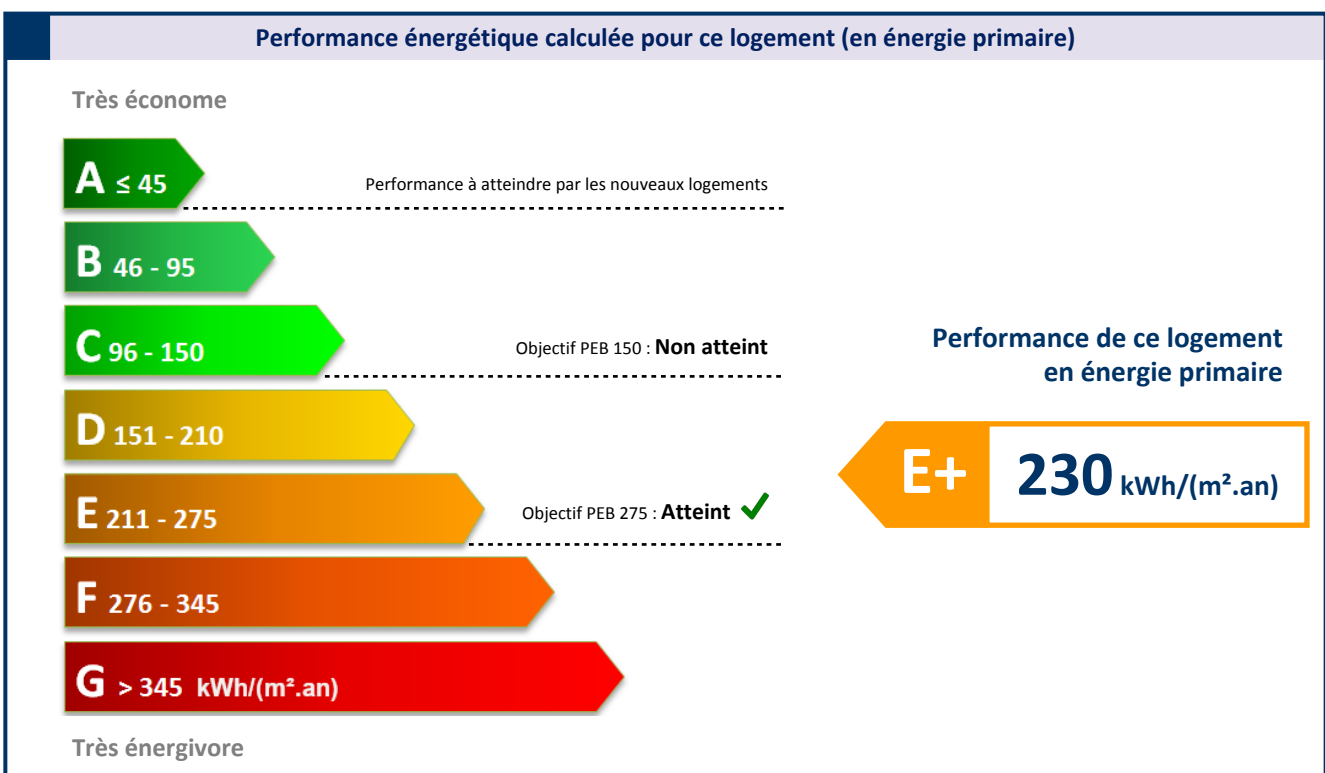 Performance énergétique calculée pour ce logement (en énergie primaire)
Très économe
A ≤ 45
Performance à atteindre par les nouveaux logements
B 46 - 95
C 96 - 150
Objectif PEB 150 : Non atteint
D 151 - 210
E 211 - 275
Objectif PEB 275 : Atteint ✓
F 276 - 345
G > 345 kWh/(m².an)
Très énergivore
Performance de ce logement
en énergie primaire
E+ 230 kWh/(m².an)